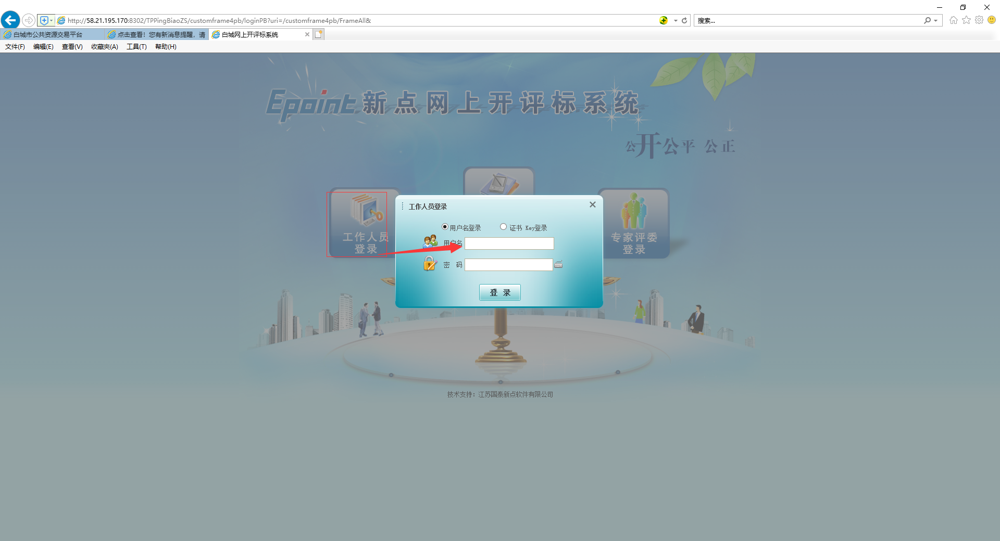 http://58.21.195.170:8302/TPPingBiaoZS/customframe4pb/loginPB?uri=/customframe4pb/FrameAll&
搜索...
白城市公共资源交易平台
点击查看！您有新消息提醒，请
白城网上开评标系统
文件(F) 编辑(E) 查看(V) 收藏夹(A) 工具(T) 帮助(H)
Epoint 新点网上开评标系统
公开公平 公正
工作人员
登录
专家评委
登录
工作人员登录
用户名登录 证书 Key登录
用户名
密 码
登 录
技术支持：江苏国泰新点软件有限公司